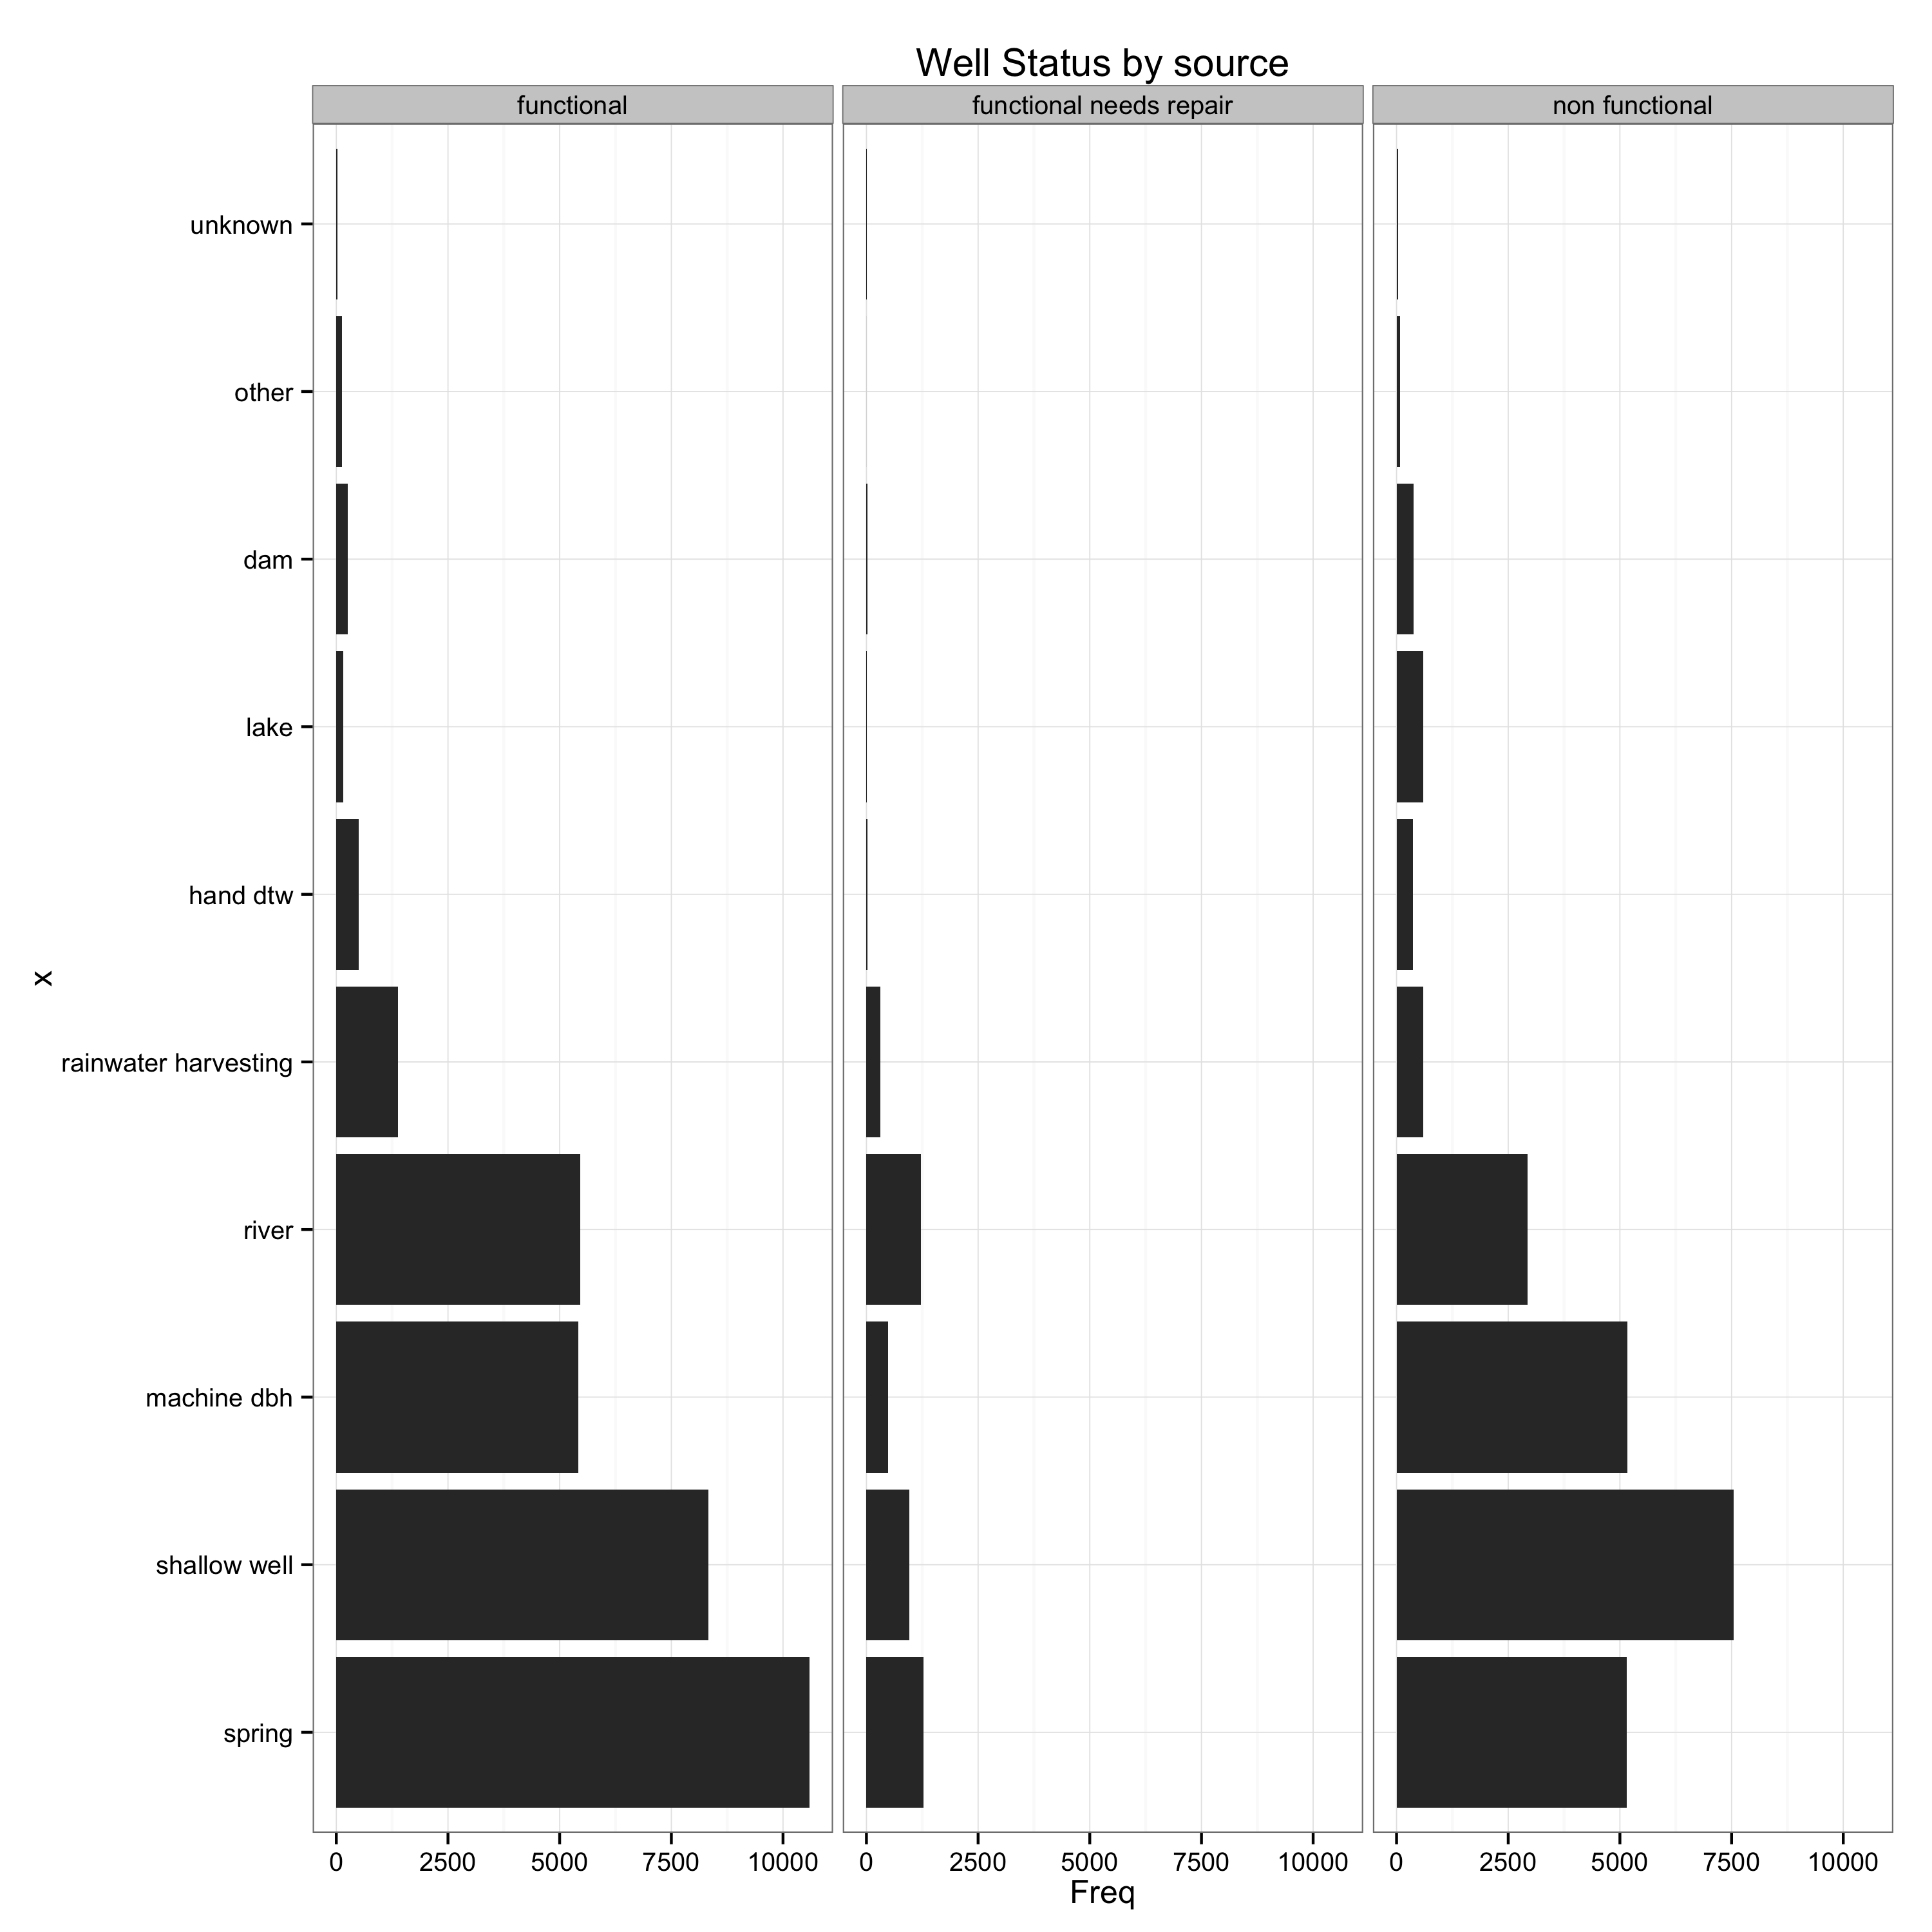 Well Status by source
functional
functional needs repair
non functional
unknown
other
dam
lake
hand dtw
x
rainwater harvesting
river
machine dbh
shallow well
spring
0 2500 5000 7500 10000
0 2500 5000 7500 10000
0 2500 5000 7500 10000
Freq